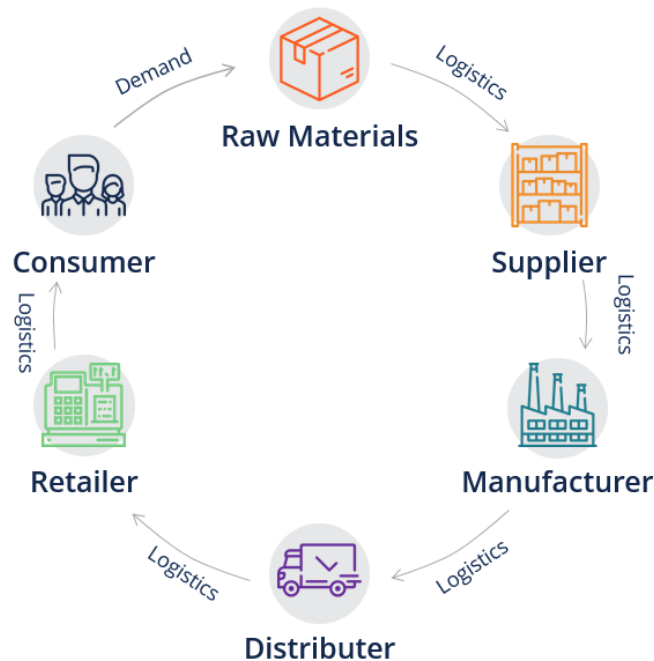 Demand
Logistics
Raw Materials
Consumer
Supplier
Logistics
Logistics
Retailer
Manufacturer
Logistics
Logistics
Distributer